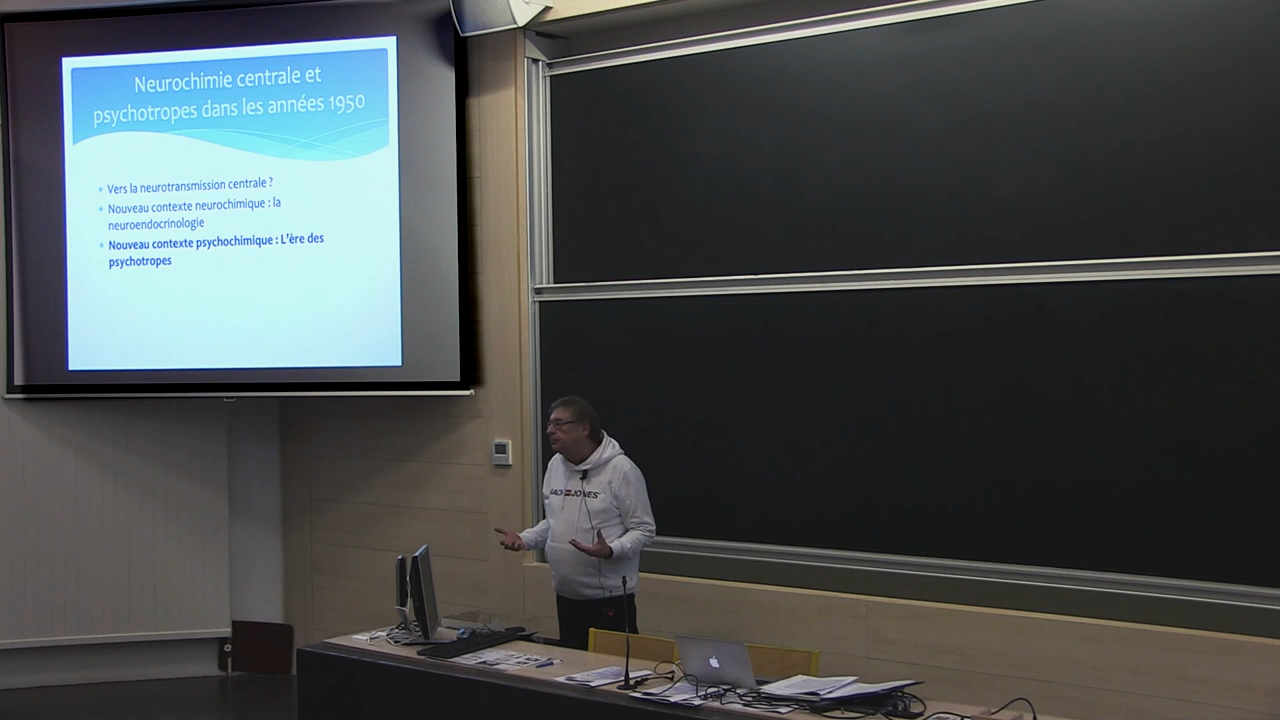 Neurochimie centrale et
psychotropes dans les années 1950
Vers la neurotransmission centrale ?
Nouveau contexte neurochimique : la
neuroendocrinologie
Nouveau contexte psychochimique : L'ère des
psychotropes
JACK JONES